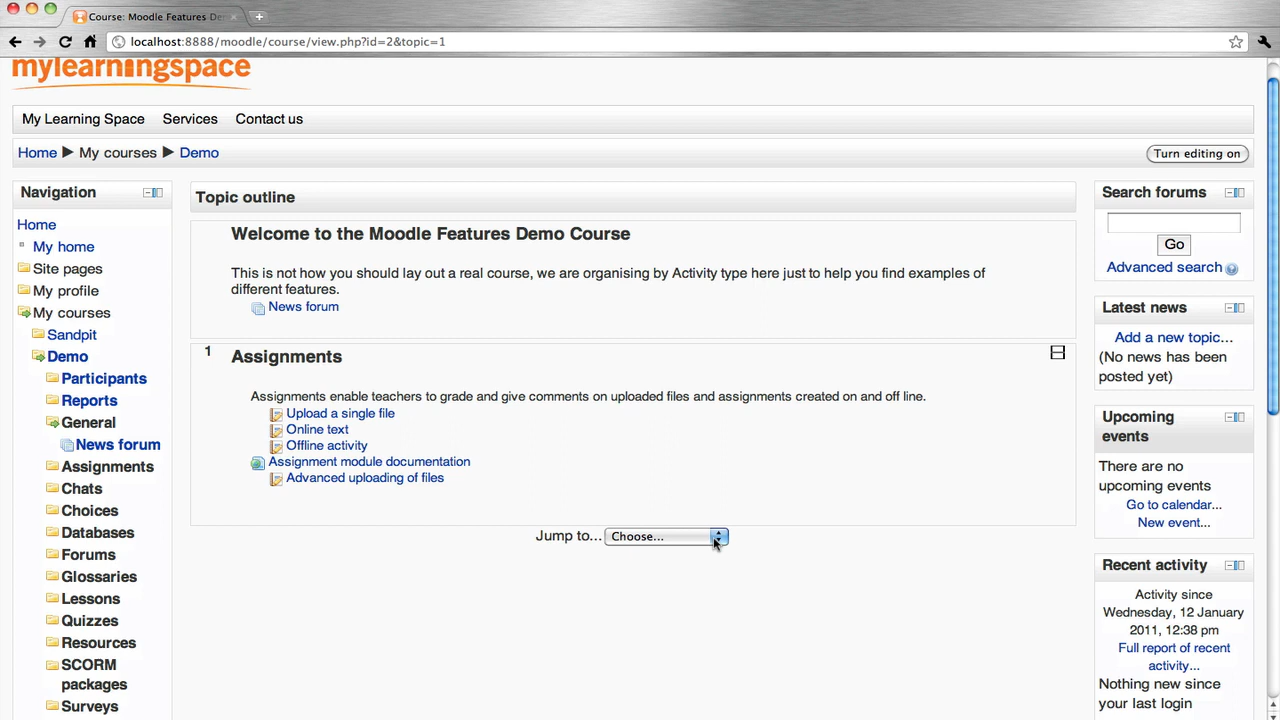 Course: Moodle Features De
localhost:8888/moodle/course/view.php?id=2&topic=1
mylearningspace
My Learning Space Services Contact us
Home ▶ My courses ▶ Demo
Turn editing on
Navigation
Home
My home
Site pages
My profile
My courses
Sandpit
Demo
Participants
Reports
General
News forum
Assignments
Chats
Choices
Databases
Forums
Glossaries
Lessons
Quizzes
Resources
SCORM
packages
Surveys
Topic outline
Welcome to the Moodle Features Demo Course
This is not how you should lay out a real course, we are organising by Activity type here just to help you find examples of
different features.
News forum
1 Assignments
Assignments enable teachers to grade and give comments on uploaded files and assignments created on and off line.
Upload a single file
Online text
Offline activity
Assignment module documentation
Advanced uploading of files
Jump to... Choose...
Search forums
Go
Advanced search
Latest news
Add a new topic...
(No news has been
posted yet)
Upcoming
events
There are no
upcoming events
Go to calendar...
New event...
Recent activity
Activity since
Wednesday, 12 January
2011, 12:38 pm
Full report of recent
activity...
Nothing new since
your last login